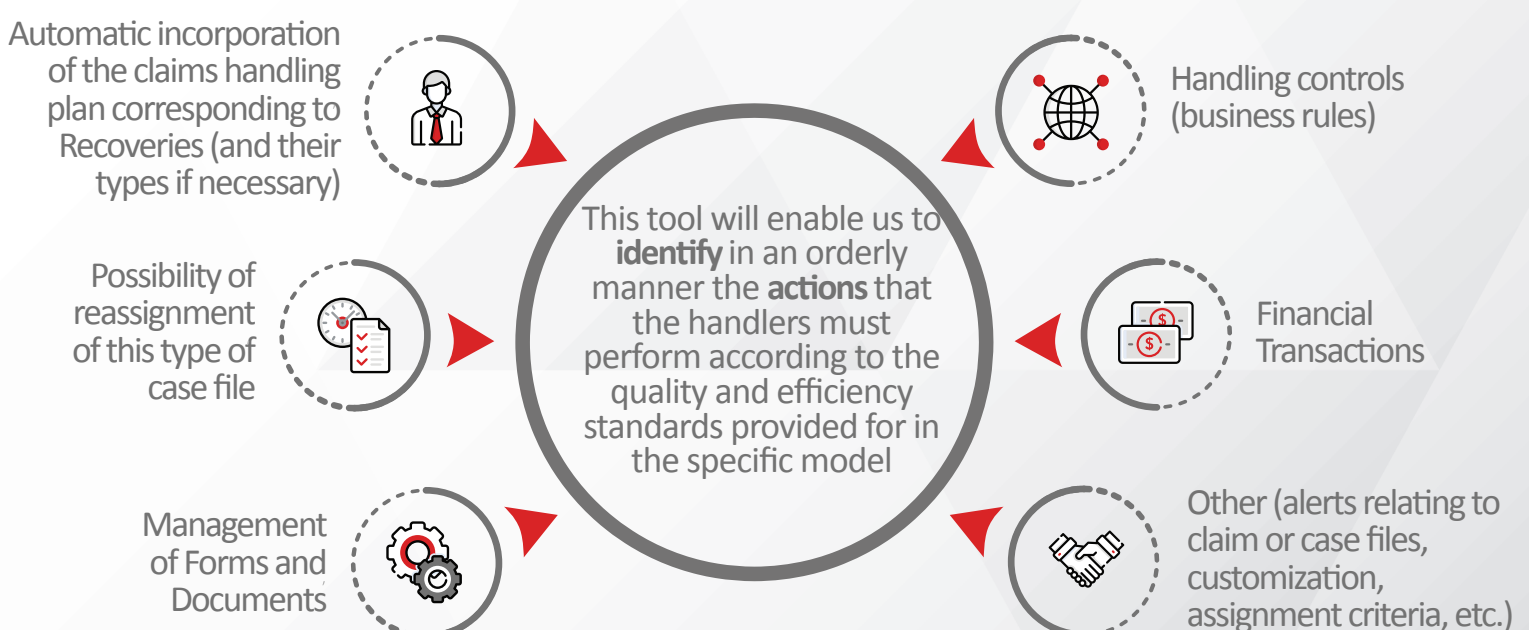 Automatic incorporation
of the claims handling
plan corresponding to
Recoveries (and their
types if necessary)
Possibility of
reassignment
of this type of
case file
Management
of Forms and
Documents
This tool will enable us to
identify in an orderly
manner the actions that
the handlers must
perform according to the
quality and efficiency
standards provided for in
the specific model
Handling controls
(business rules)
Financial
Transactions
$
$
Other (alerts relating to
claim or case files,
customization,
assignment criteria, etc.)